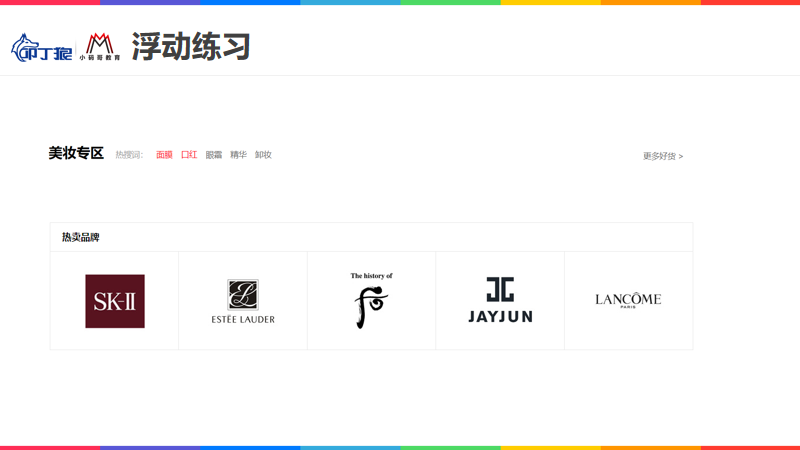 叩丁狼 小码哥教育 浮动练习
美妆专区 热搜词: 面膜 口红 眼霜 精华 卸妆 更多好货 >
热卖品牌
SK-II
ESTÉE LAUDER
The history of
后
JAYJUN
LANCÔME
PARIS